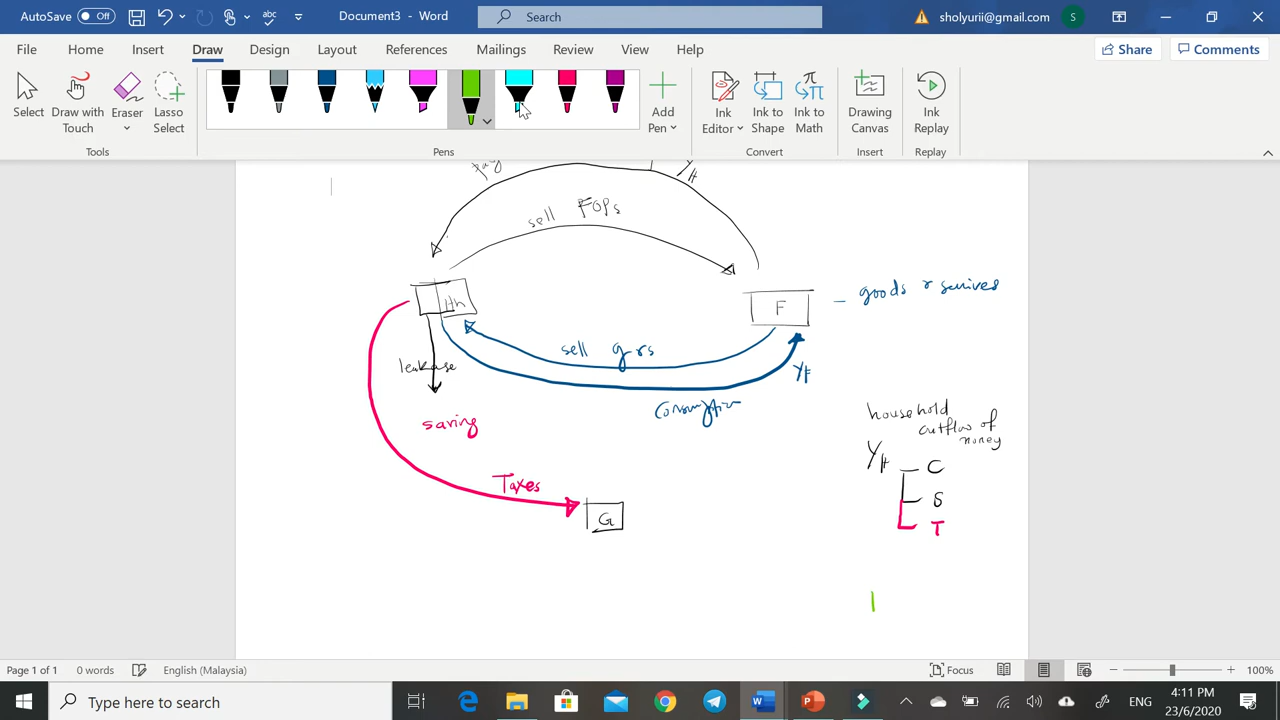 AutoSave Off
Document3 - Word
Search
sholyurii@gmail.com S
File Home Insert Draw Design Layout References Mailings Review View Help
Share Comments
Select
Draw with Touch
Eraser
Lasso Select
Add Pen
Ink Editor
Ink to Shape
Ink to Math
Drawing Canvas
Ink Replay
Tools
Pens
Convert
Insert
Replay
pay
YH
sell FOPs
Hh
F
- goods & services
leakase
sell g r s
YF
Consumption
saving
household
outflow of
money
YH
C
S
T
Taxes
G
Page 1 of 1 0 words English (Malaysia) Focus 100%
Type here to search
ENG
4:11 PM
23/6/2020